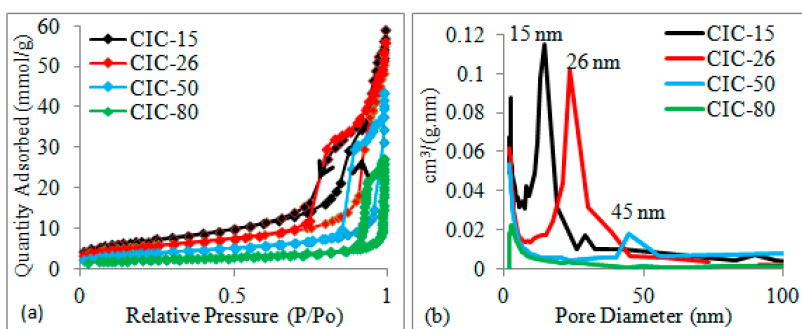 60
50
40
30
20
10
0
0
0.5
1
Quantity Adsorbed (mmol/g)
Relative Pressure (P/Po)
CIC-15
CIC-26
CIC-50
CIC-80
(a)
0.12
0.1
0.08
0.06
0.04
0.02
0
0
50
100
cm³/(g.nm)
Pore Diameter (nm)
15 nm
26 nm
45 nm
CIC-15
CIC-26
CIC-50
CIC-80
(b)